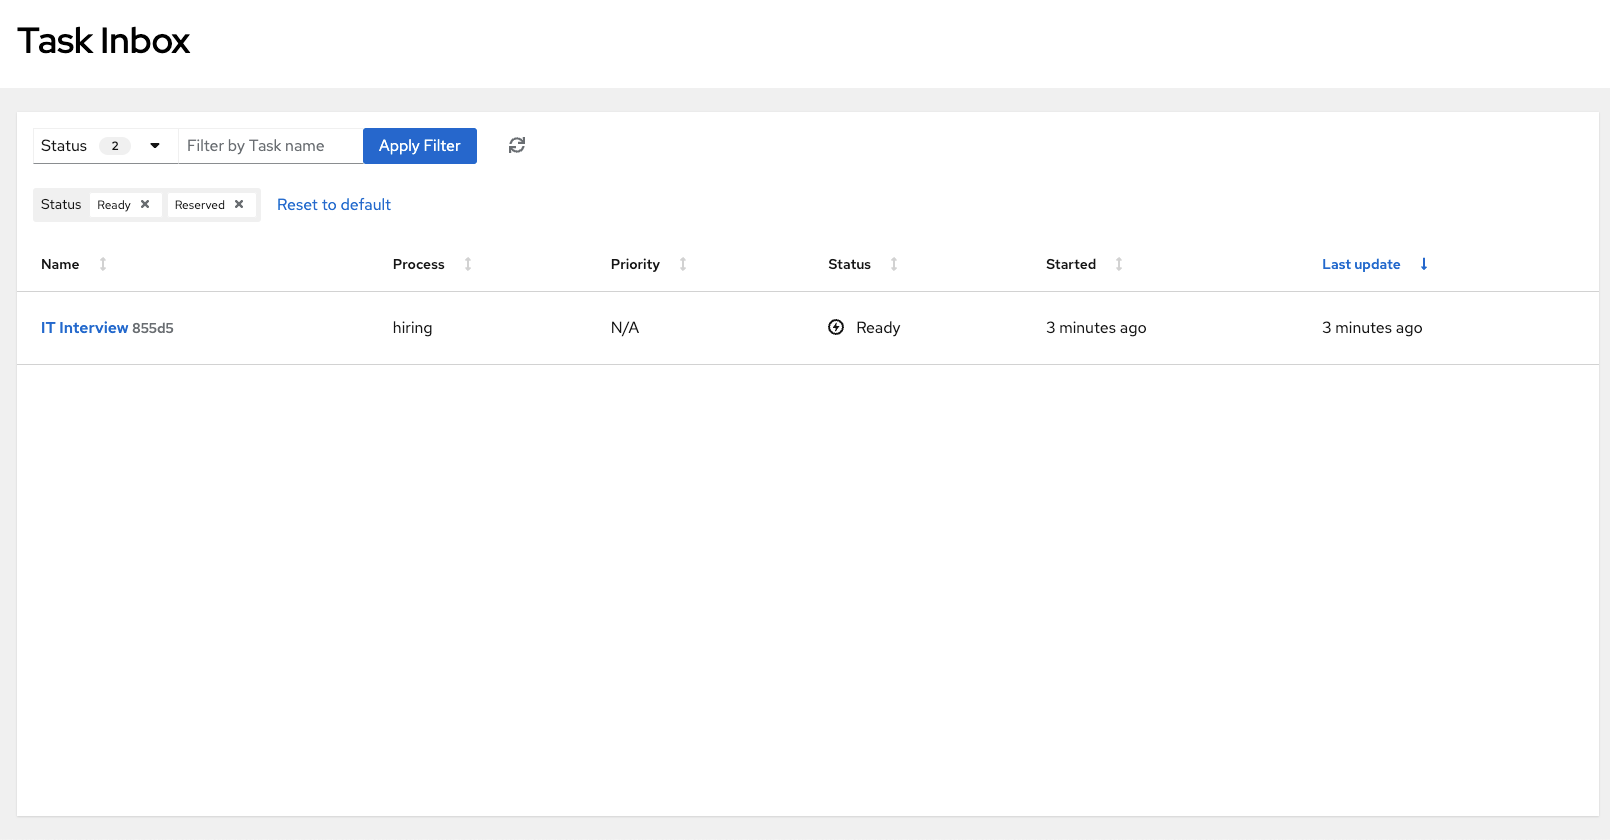 Task Inbox
Status 2 Filter by Task name Apply Filter
Status Ready Reserved Reset to default
Name Process Priority Status Started Last update
IT Interview 855d5 hiring N/A Ready 3 minutes ago 3 minutes ago